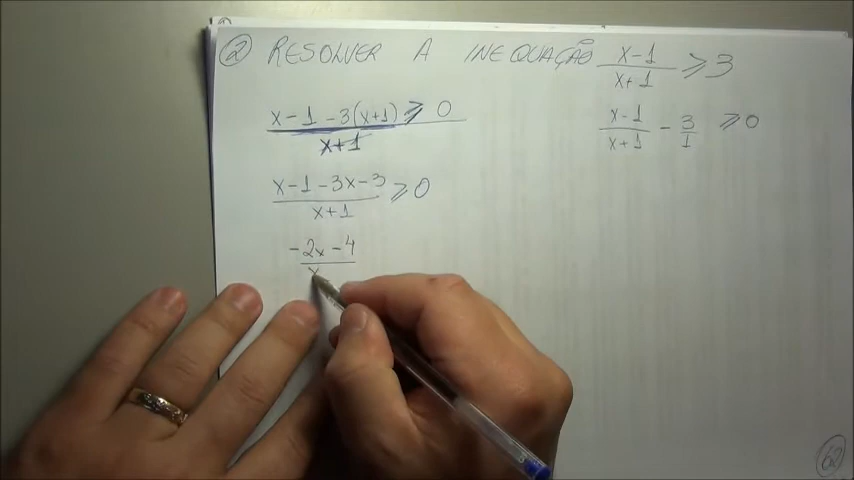 ② RESOLVER A INEQUAÇÃO (x-1)/(x+1) ⩾ 3
(x-1)/(x+1) - 3/1 ⩾ 0
(x-1-3(x+1))/(x+1) ⩾ 0
(x-1-3x-3)/(x+1) ⩾ 0
(-2x-4)/x
62